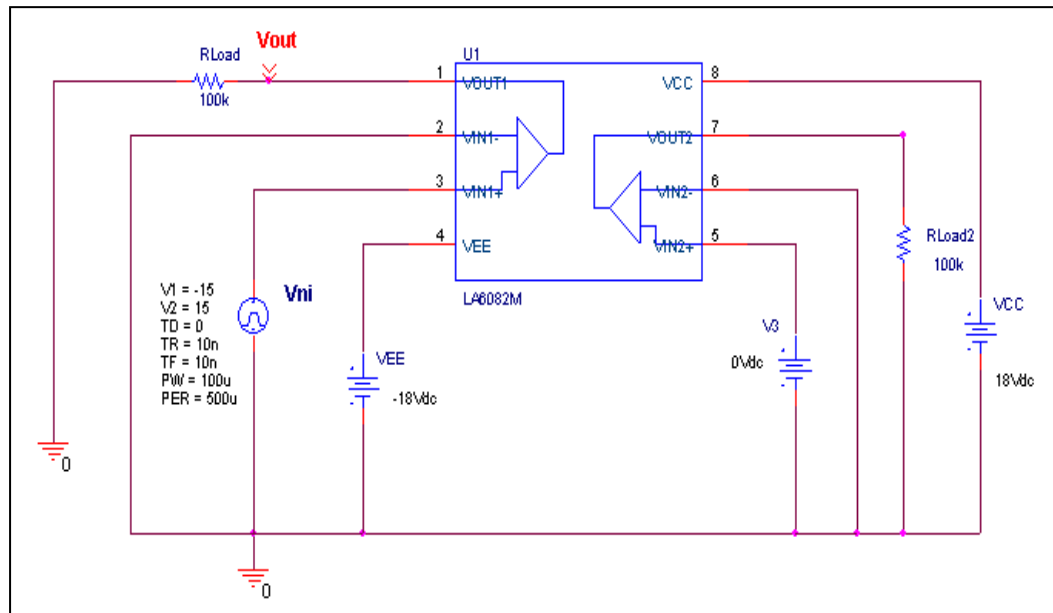 RLoad
100k
Vout
U1
1
VOUT1
2
VIN1-
3
VIN1+
4
VEE
8
VCC
7
VOUT2
6
VIN2-
5
VIN2+
LA6082M
V1 = -15
V2 = 15
TD = 0
TR = 10n
TF = 10n
PW = 100u
PER = 500u
Vni
VEE
-18Vdc
V3
0Vdc
RLoad2
100k
VCC
18Vdc
0
0